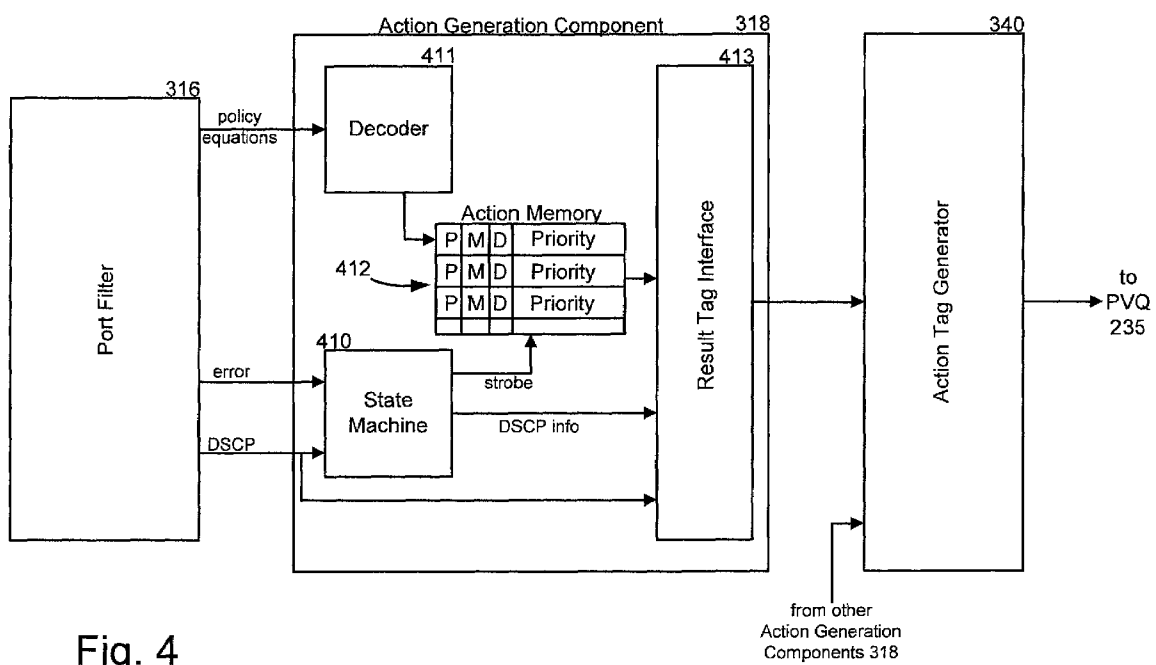 Action Generation Component
318
340
411
413
316
policy
equations
Decoder
Action Memory
P M D Priority
P M D Priority
P M D Priority
412
410
State
Machine
error
strobe
DSCP info
DSCP
Port Filter
Result Tag Interface
Action Tag Generator
to
PVQ
235
from other
Action Generation
Components 318
Fig. 4